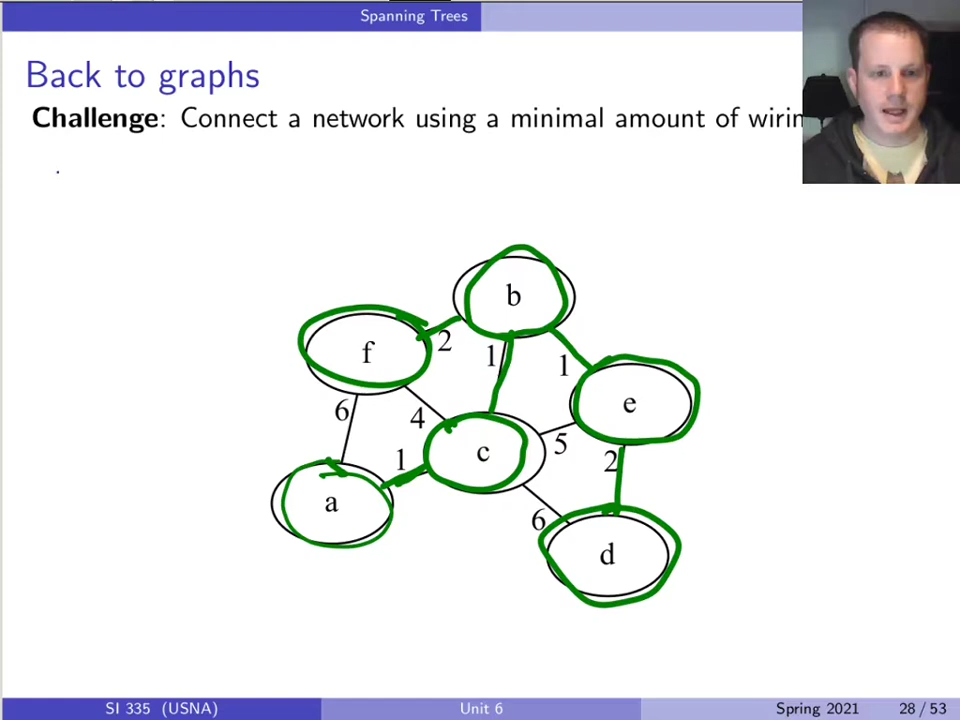 Spanning Trees
Back to graphs
Challenge: Connect a network using a minimal amount of wirin
b
2
f
1
1
e
6
4
c
5
1
2
a
6
d
SI 335 (USNA) Unit 6 Spring 2021 28 / 53